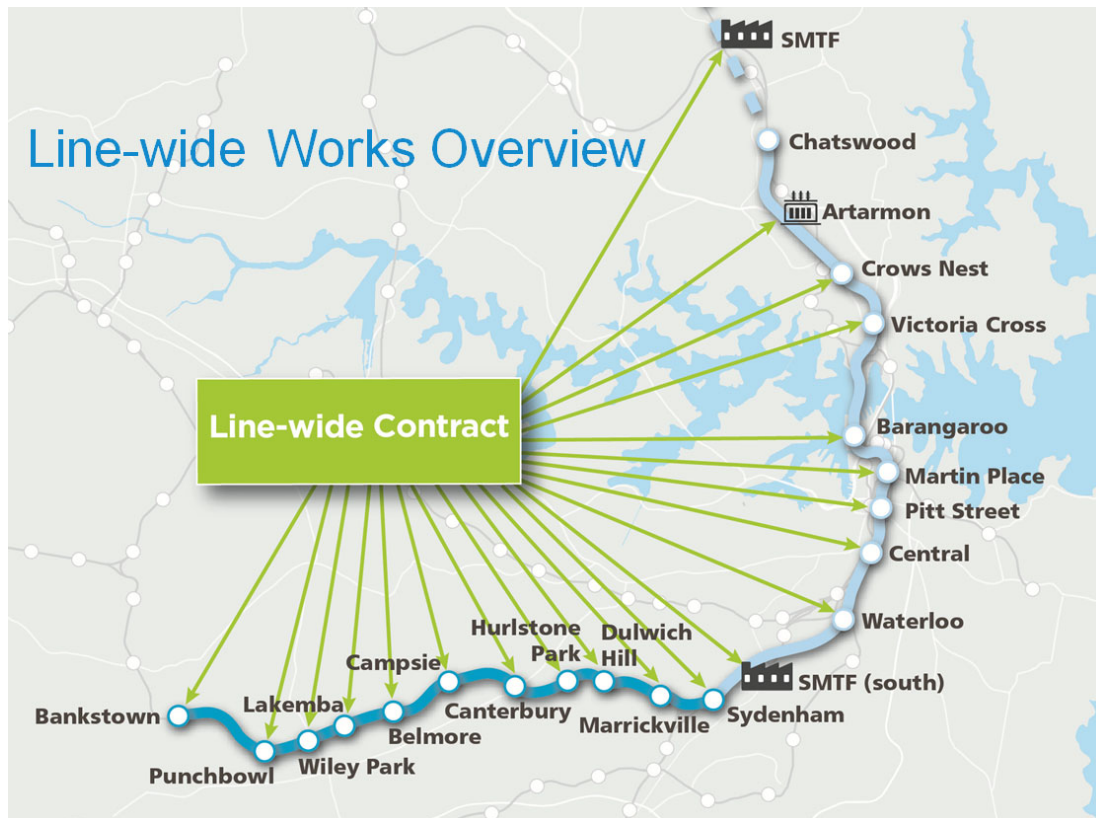 SMTF
Chatswood
Line-wide Works Overview
Artarmon
Crows Nest
Victoria Cross
Line-wide Contract
Barangaroo
Martin Place
Pitt Street
Central
Waterloo
Hurlstone
Park
Dulwich
Hill
Campsie
SMTF (south)
Lakemba
Bankstown
Canterbury
Marrickville
Sydenham
Belmore
Wiley Park
Punchbowl